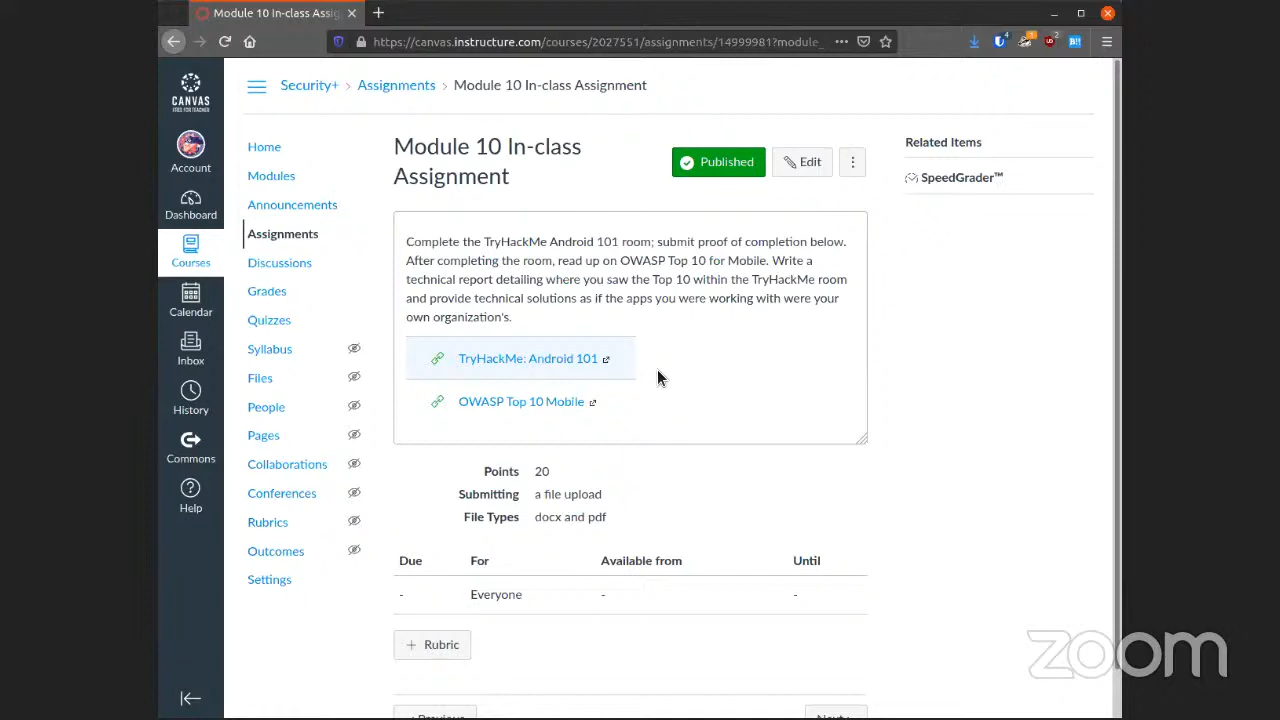 Module 10 In-class Assig
https://canvas.instructure.com/courses/2027551/assignments/14999981?module_
CANVAS
FREE FOR TEACHER
Account
Dashboard
Courses
Calendar
Inbox
History
Commons
Help
Security+ > Assignments > Module 10 In-class Assignment
Home
Modules
Announcements
Assignments
Discussions
Grades
Quizzes
Syllabus
Files
People
Pages
Collaborations
Conferences
Rubrics
Outcomes
Settings
Module 10 In-class
Assignment
Published
Edit
Complete the TryHackMe Android 101 room; submit proof of completion below.
After completing the room, read up on OWASP Top 10 for Mobile. Write a
technical report detailing where you saw the Top 10 within the TryHackMe room
and provide technical solutions as if the apps you were working with were your
own organization's.
TryHackMe: Android 101
OWASP Top 10 Mobile
Points 20
Submitting a file upload
File Types docx and pdf
Due For Available from Until
- Everyone - -
+ Rubric
Related Items
SpeedGrader™
zoom